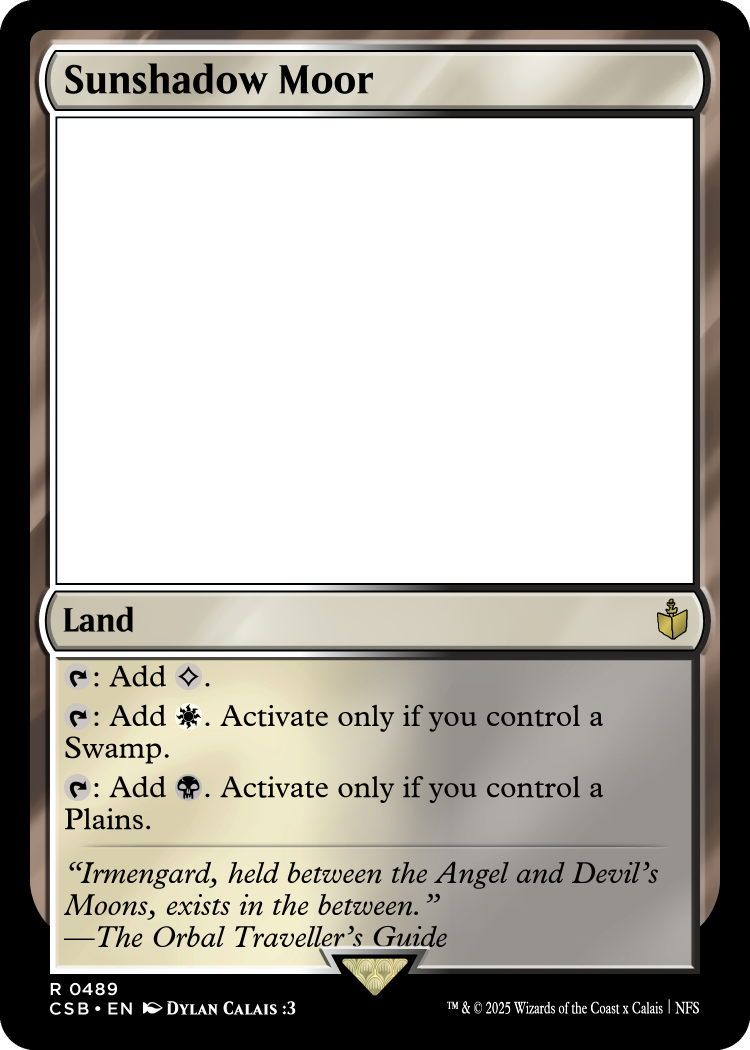 Sunshadow Moor
Land
: Add .
: Add . Activate only if you control a
Swamp.
: Add . Activate only if you control a
Plains.
“Irmengard, held between the Angel and Devil’s
Moons, exists in the between.”
—The Orbal Traveller’s Guide
R 0489
CSB • EN Dylan Calais :3
™ & © 2025 Wizards of the Coast x Calais | NFS